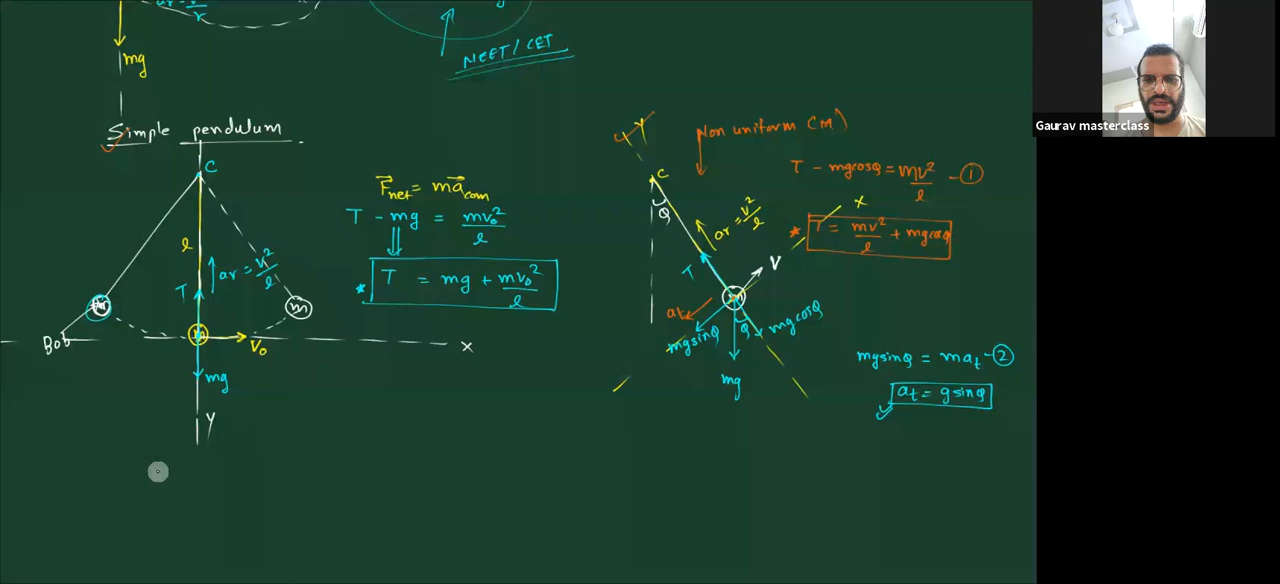 ar = v²/r
mg
NEET / CET
Simple pendulum
C
l
T
ar = v₀²/l
m
m
V₀
x
Bob
mg
Y
F⃗net = ma⃗com
T - mg = mv₀²/l
* T = mg + mv₀²/l
Y
Non uniform CM)
C
θ
ar = v²/l
x
T
V
at
m
mgsinθ
θ
mgcosθ
mg
T - mgcosθ = mv²/l - ①
* T = mv²/l + mgcosθ
mgsinθ = mat - ②
at = gsinθ
Gaurav masterclass